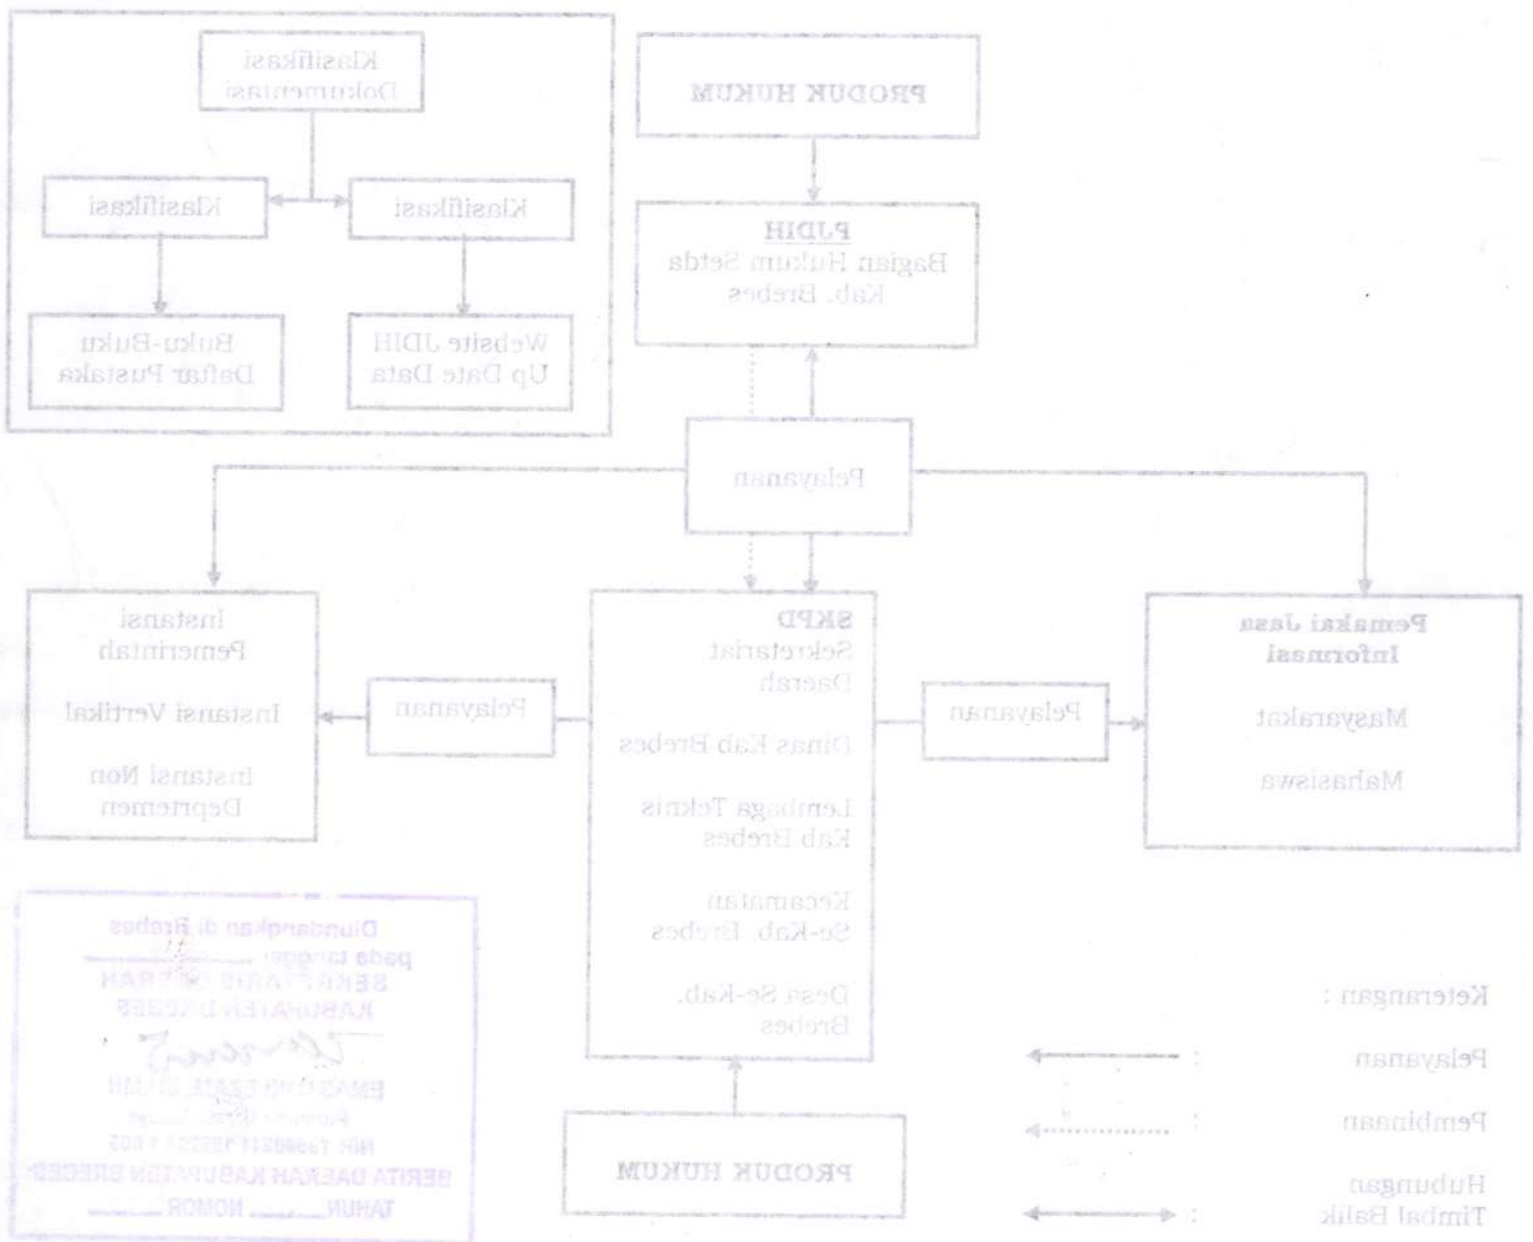 PRODUK HUKUM
PJDIH
Bagian Hukum Setda
Kab. Brebes
Klasifikasi
Dokumentasi
Klasifikasi
Klasifikasi
Website JDIH
Up Date Data
Buku-Buku
Daftar Pustaka
Pelayanan
Pemakai Jasa
Informasi
Masyarakat
Mahasiswa
Pelayanan
SKPD
Sekretariat
Daerah
Dinas Kab Brebes
Lembaga Teknis
Kab Brebes
Kecamatan
Se-Kab. Brebes
Desa Se-Kab.
Brebes
Pelayanan
Instansi
Pemerintah
Instansi Vertikal
Instansi Non
Deprtemen
PRODUK HUKUM
Keterangan :
Pelayanan :
Pembinaan :
Hubungan
Timbal Balik :
Diundangkan di Brebes
pada tanggal
SEKRETARIS DAERAH
KABUPATEN BREBES
NIP
BERITA DAERAH KABUPATEN BREBES
TAHUN NOMOR